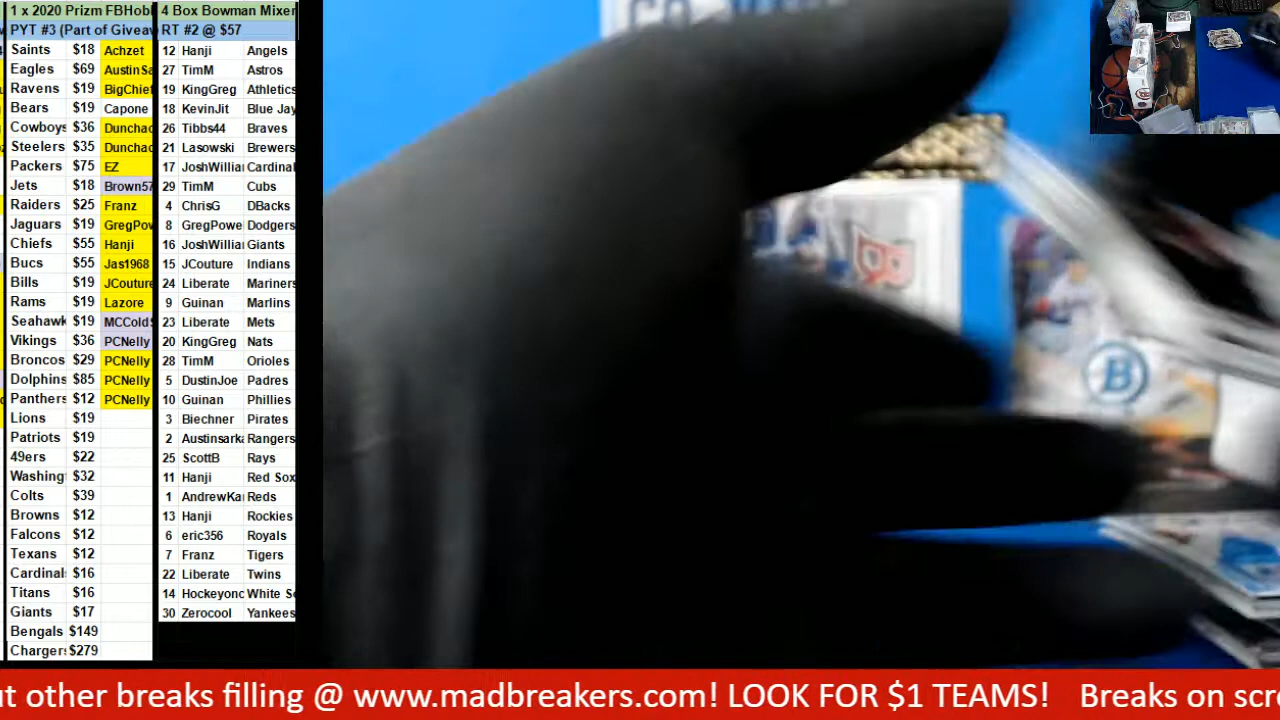 1 x 2020 Prizm FBHobi
PYT #3 (Part of Giveaw
Saints $18 Achzet
Eagles $69 AustinSa
Ravens $19 BigChief
Bears $19 Capone
Cowboys $36 Dunchac
Steelers $35 Dunchac
Packers $75 EZ
Jets $18 Brown57
Raiders $25 Franz
Jaguars $19 GregPow
Chiefs $55 Hanji
Bucs $55 Jas1968
Bills $19 JCouture
Rams $19 Lazore
Seahawk $19 MCCold
Vikings $36 PCNelly
Broncos $29 PCNelly
Dolphins $85 PCNelly
Panthers $12 PCNelly
Lions $19
Patriots $19
49ers $22
Washing $32
Colts $39
Browns $12
Falcons $12
Texans $12
Cardinal $16
Titans $16
Giants $17
Bengals $149
Chargers $279
4 Box Bowman Mixer
RT #2 @ $57
12 Hanji Angels
27 TimM Astros
19 KingGreg Athletics
18 KevinJit Blue Jay
26 Tibbs44 Braves
21 Lasowski Brewers
17 JoshWillia Cardinal
29 TimM Cubs
4 ChrisG DBacks
8 GregPowe Dodgers
16 JoshWillia Giants
15 JCouture Indians
24 Liberate Mariners
9 Guinan Marlins
23 Liberate Mets
20 KingGreg Nats
28 TimM Orioles
5 DustinJoe Padres
10 Guinan Phillies
3 Biechner Pirates
2 Austinsarka Rangers
25 ScottB Rays
11 Hanji Red Sox
1 AndrewKa Reds
13 Hanji Rockies
6 eric356 Royals
7 Franz Tigers
22 Liberate Twins
14 Hockeyonc White So
30 Zerocool Yankees
B
B
ut other breaks filling @ www.madbreakers.com! LOOK FOR $1 TEAMS! Breaks on scre